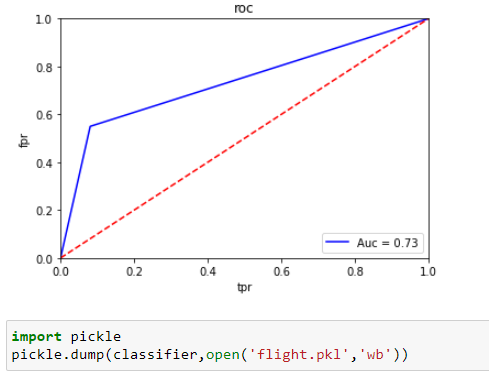 roc
1.0
0.8
0.6
0.4
0.2
0.0
fpr
Auc = 0.73
0.0 0.2 0.4 0.6 0.8 1.0
tpr
import pickle
pickle.dump(classifier,open('flight.pkl','wb'))